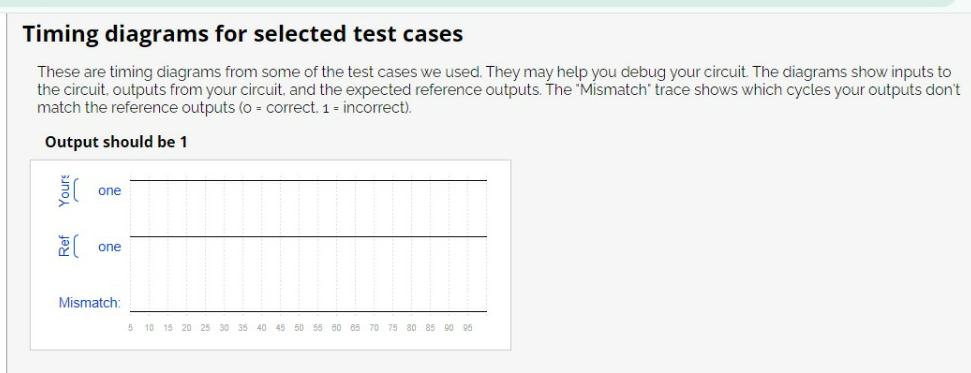 Timing diagrams for selected test cases
These are timing diagrams from some of the test cases we used. They may help you debug your circuit. The diagrams show inputs to
the circuit, outputs from your circuit, and the expected reference outputs. The "Mismatch" trace shows which cycles your outputs don't
match the reference outputs (0 = correct, 1 = incorrect).
Output should be 1
Yours one
Ref one
Mismatch:
5 10 15 20 25 30 35 40 45 50 55 60 65 70 75 80 85 90 95